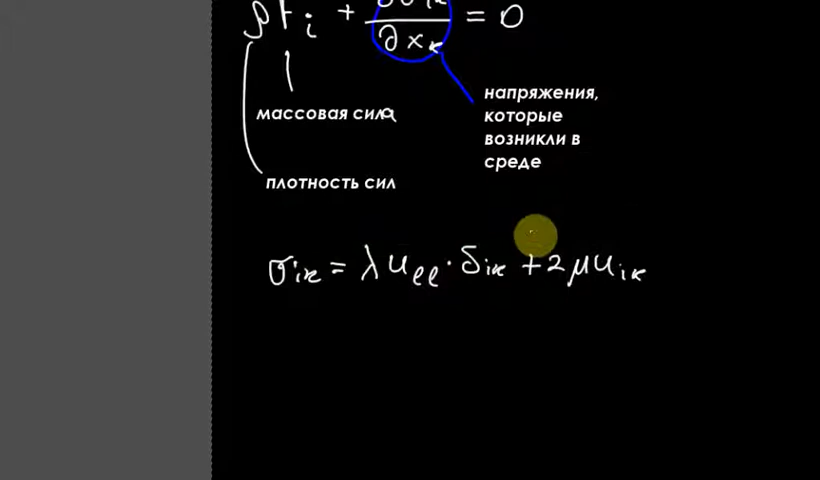 ρFᵢ + ∂σᵢₖ/∂xₖ = 0
массовая сила
плотность сил
напряжения,
которые
возникли в
среде
σᵢₖ = λuₗₗ · δᵢₖ + 2μuᵢₖ